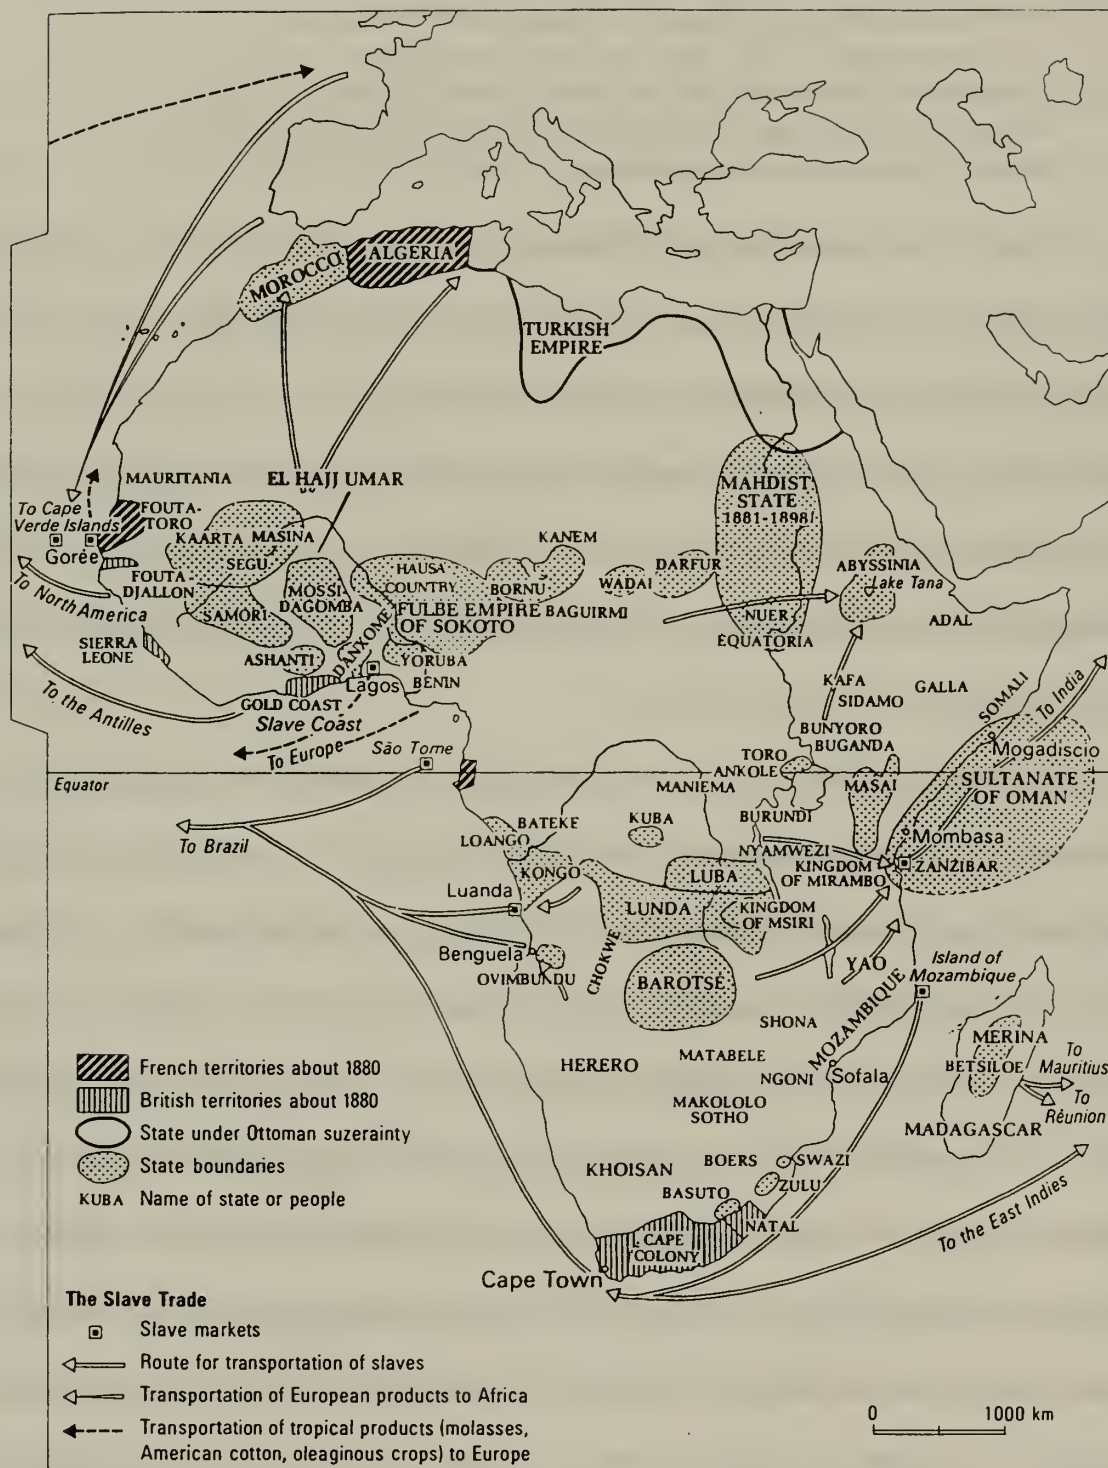 MOROCCO
ALGERIA
TURKISH
EMPIRE
MAURITANIA
EL HAJJ UMAR
To Cape
Verde Islands
Gorée
FOUTA-
TORO
KAARTA
MASINA
SEGU
FOUTA-
DJALLON
SAMORI
MOSSI-
DAGOMBA
HAUSA
COUNTRY
FULBE EMPIRE
OF SOKOTO
BORNU
KANEM
BAGUIRMI
WADAI
DARFUR
MAHDIST
STATE
1881-1898
NUER
EQUATORIA
ABYSSINIA
Lake Tana
ADAL
To North America
SIERRA
LEONE
ASHANTI
DANXOME
YORUBA
BENIN
Lagos
GOLD COAST
Slave Coast
To the Antilles
To Europe
São Tome
KAFA
SIDAMO
GALLA
SOMALI
To India
BUNYORO
BUGANDA
TORO
ANKOLE
MANIEMA
MASAI
Mogadiscio
SULTANATE
OF OMAN
Equator
To Brazil
BATEKE
LOANGO
KUBA
BURUNDI
NYAMWEZI
KINGDOM
OF MIRAMBO
Mombasa
ZANZIBAR
KONGO
Luanda
LUBA
LUNDA
KINGDOM
OF MSIRI
Benguela
OVIMBUNDU
CHOKWE
BAROTSE
YAO
Island of
Mozambique
MOZAMBIQUE
SHONA
HERERO
MATABELE
NGONI
Sofala
MERINA
BETSILOE
To
Mauritius
To
Réunion
MAKOLOLO
SOTHO
MADAGASCAR
KHOISAN
BOERS
SWAZI
BASUTO
ZULU
NATAL
CAPE
COLONY
Cape Town
To the East Indies
French territories about 1880
British territories about 1880
State under Ottoman suzerainty
State boundaries
KUBA Name of state or people
The Slave Trade
Slave markets
Route for transportation of slaves
Transportation of European products to Africa
Transportation of tropical products (molasses,
American cotton, oleaginous crops) to Europe
0 1000 km